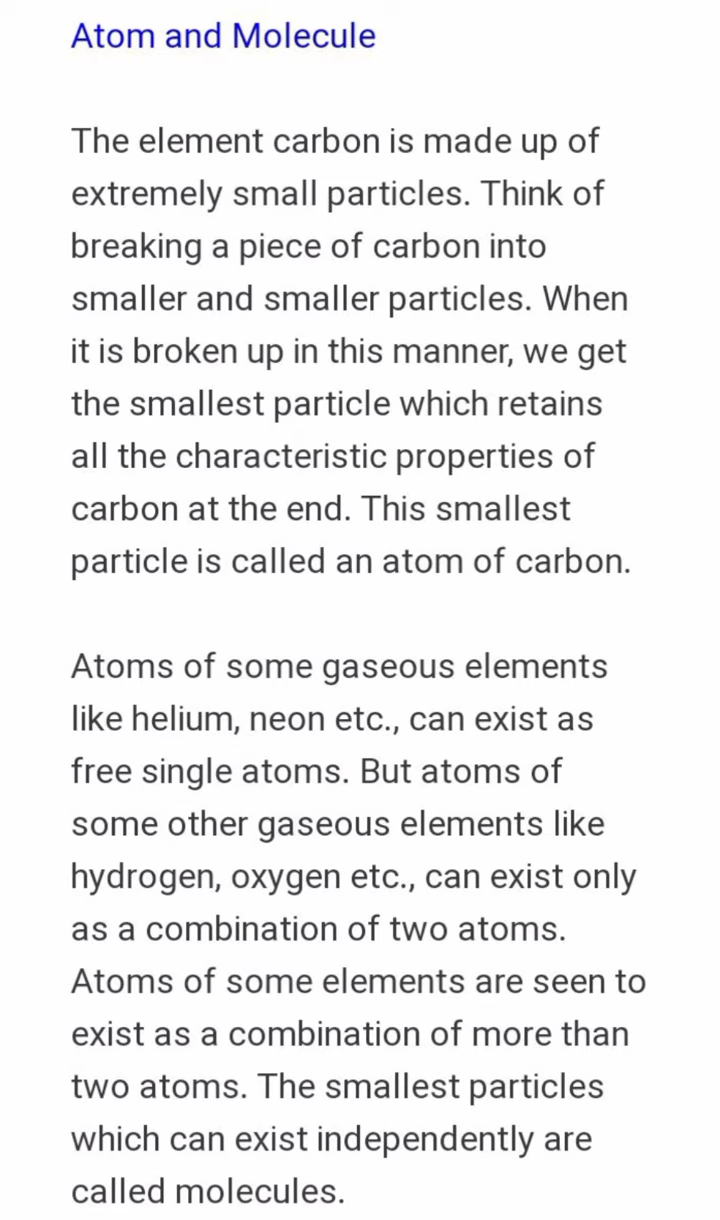 Atom and Molecule
The element carbon is made up of
extremely small particles. Think of
breaking a piece of carbon into
smaller and smaller particles. When
it is broken up in this manner, we get
the smallest particle which retains
all the characteristic properties of
carbon at the end. This smallest
particle is called an atom of carbon.
Atoms of some gaseous elements
like helium, neon etc., can exist as
free single atoms. But atoms of
some other gaseous elements like
hydrogen, oxygen etc., can exist only
as a combination of two atoms.
Atoms of some elements are seen to
exist as a combination of more than
two atoms. The smallest particles
which can exist independently are
called molecules.